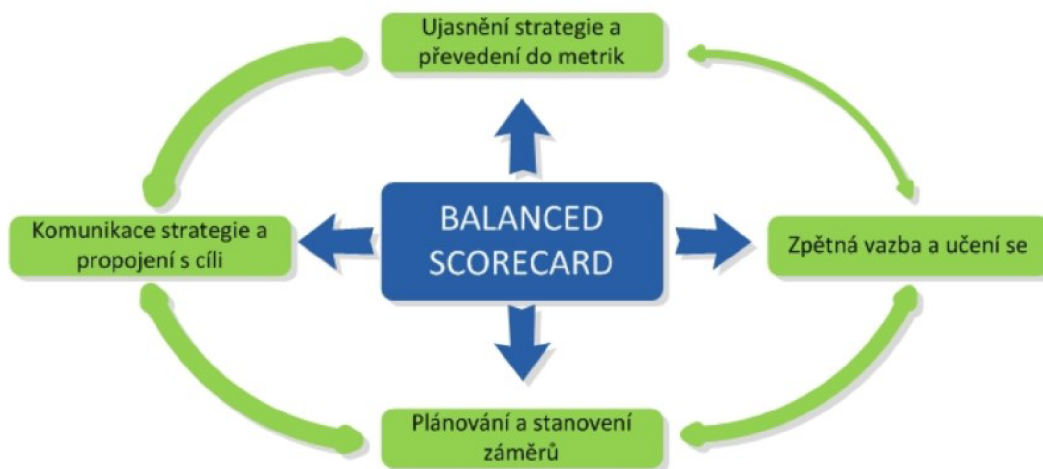 Ujasnění strategie a
převedení do metrik
Komunikace strategie a
propojení s cíli
BALANCED
SCORECARD
Zpětná vazba a učení se
Plánování a stanovení
záměrů